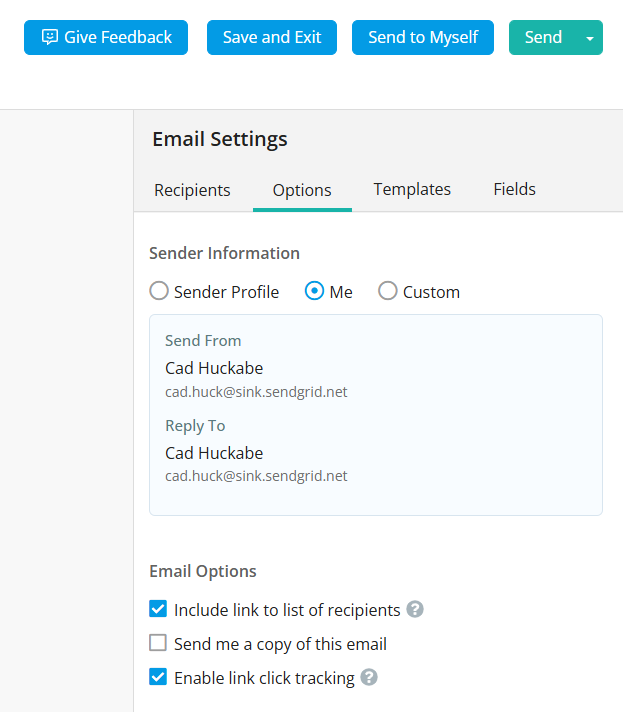 Give Feedback
Save and Exit
Send to Myself
Send
Email Settings
Recipients
Options
Templates
Fields
Sender Information
Sender Profile
Me
Custom
Send From
Cad Huckabe
cad.huck@sink.sendgrid.net
Reply To
Cad Huckabe
cad.huck@sink.sendgrid.net
Email Options
Include link to list of recipients ?
Send me a copy of this email
Enable link click tracking ?